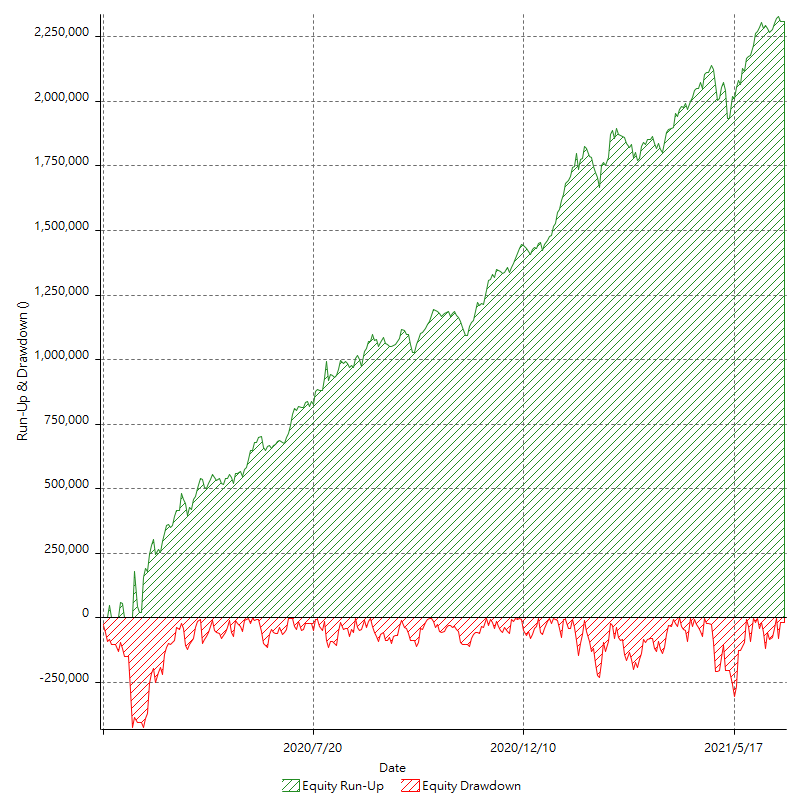 2,250,000
2,000,000
1,750,000
1,500,000
1,250,000
1,000,000
750,000
500,000
250,000
0
-250,000
Run-Up & Drawdown ()
2020/7/20 2020/12/10 2021/5/17
Date
Equity Run-Up Equity Drawdown